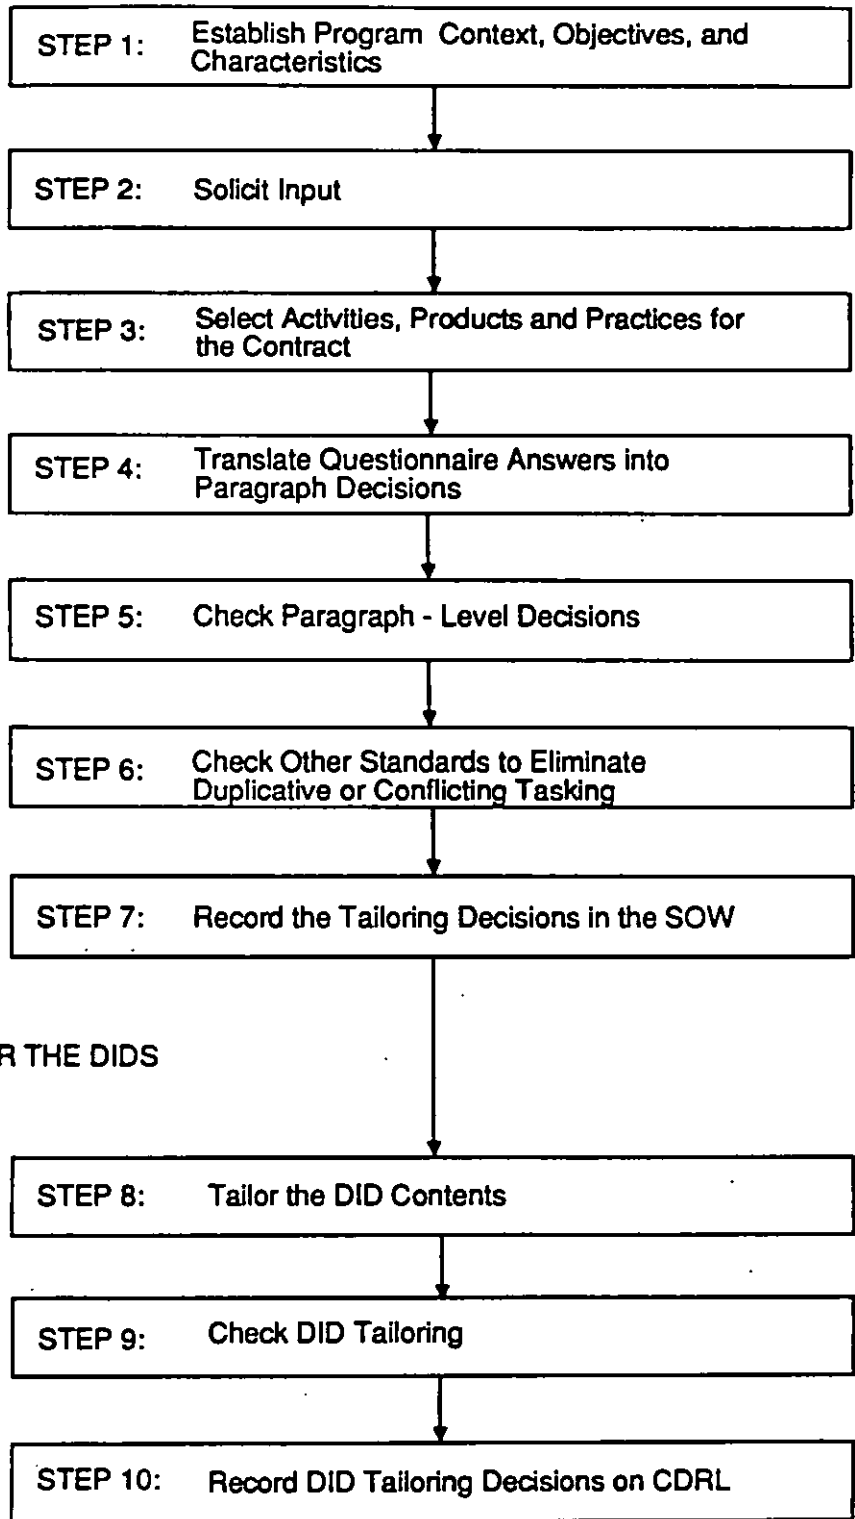 STEP 1: Establish Program Context, Objectives, and
Characteristics
STEP 2: Solicit Input
STEP 3: Select Activities, Products and Practices for
the Contract
STEP 4: Translate Questionnaire Answers into
Paragraph Decisions
STEP 5: Check Paragraph - Level Decisions
STEP 6: Check Other Standards to Eliminate
Duplicative or Conflicting Tasking
STEP 7: Record the Tailoring Decisions in the SOW
R THE DIDS
STEP 8: Tailor the DID Contents
STEP 9: Check DID Tailoring
STEP 10: Record DID Tailoring Decisions on CDRL